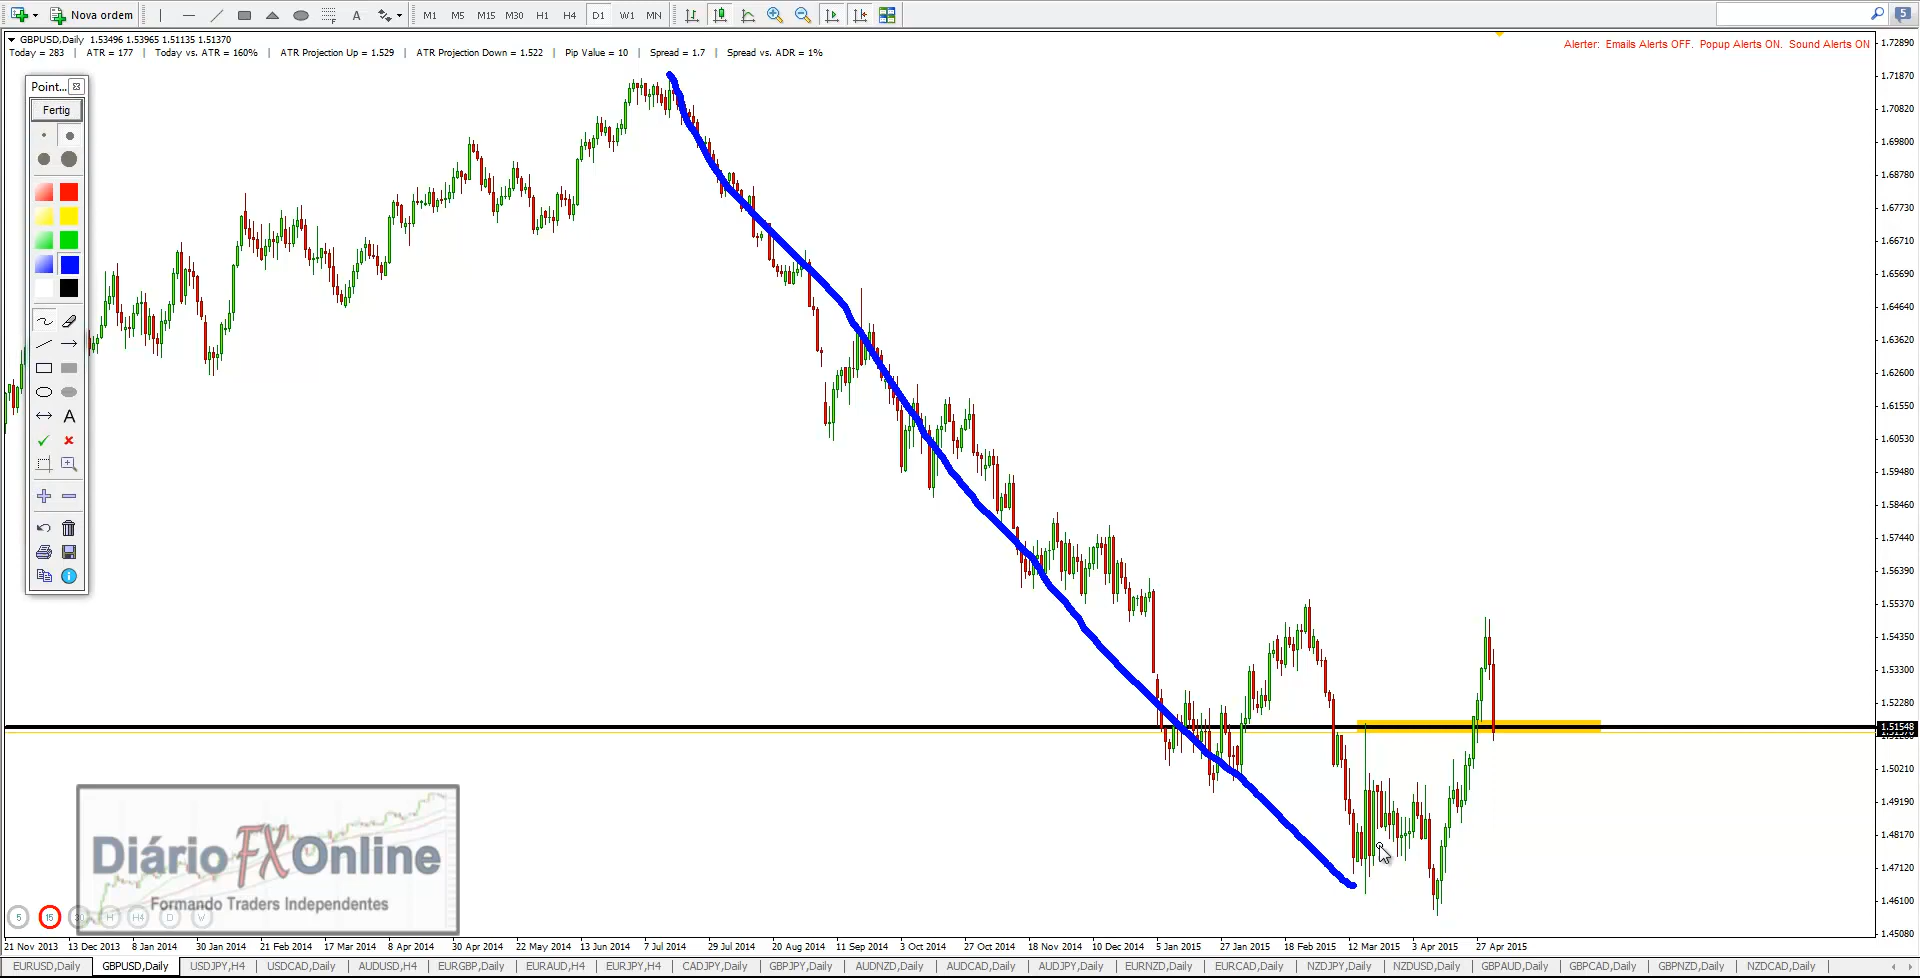 Nova ordem
A
M1 M5 M15 M30 H1 H4 D1 W1 MN
5
GBPUSD,Daily 1.53496 1.53965 1.51135 1.51370
Today = 283 | ATR = 177 | Today vs. ATR = 160% | ATR Projection Up = 1.529 | ATR Projection Down = 1.522 | Pip Value = 10 | Spread = 1.7 | Spread vs. ADR = 1%
Alerter: Emails Alerts OFF. Popup Alerts ON. Sound Alerts ON
Point...
Fertig
A
1.72890
1.71870
1.70820
1.69800
1.68780
1.67730
1.66710
1.65690
1.64640
1.63620
1.62600
1.61550
1.60530
1.59480
1.58460
1.57440
1.56390
1.55370
1.54350
1.53300
1.52280
1.51548
1.50210
1.49190
1.48170
1.47120
1.46100
1.45080
Diário FX Online
Formando Traders Independentes
5 15 30 H H4 D W
21 Nov 2013 13 Dec 2013 8 Jan 2014 30 Jan 2014 21 Feb 2014 17 Mar 2014 8 Apr 2014 30 Apr 2014 22 May 2014 13 Jun 2014 7 Jul 2014 29 Jul 2014 20 Aug 2014 11 Sep 2014 3 Oct 2014 27 Oct 2014 18 Nov 2014 10 Dec 2014 5 Jan 2015 27 Jan 2015 18 Feb 2015 12 Mar 2015 3 Apr 2015 27 Apr 2015
EURUSD,Daily GBPUSD,Daily USDJPY,H4 USDCAD,Daily AUDUSD,H4 EURGBP,Daily EURAUD,H4 EURJPY,H4 CADJPY,Daily GBPJPY,Daily AUDNZD,Daily AUDCAD,Daily AUDJPY,Daily EURNZD,Daily EURCAD,Daily NZDJPY,Daily NZDUSD,Daily GBPAUD,Daily GBPCAD,Daily GBPNZD,Daily NZDCAD,Daily